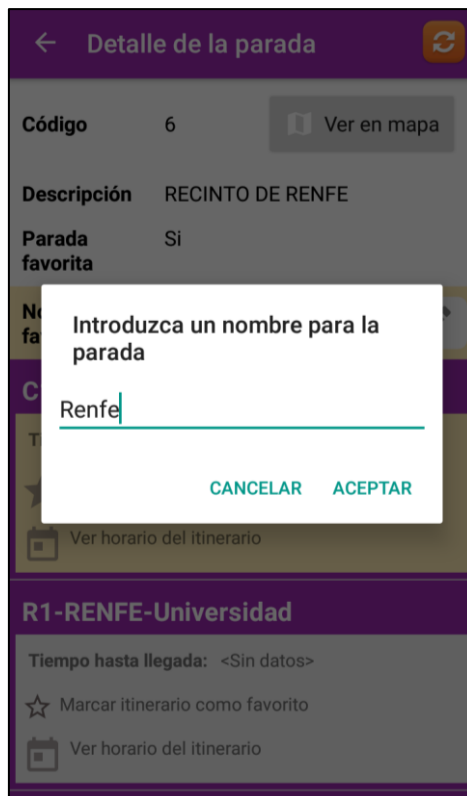 Detalle de la parada
Código 6 Ver en mapa
Descripción RECINTO DE RENFE
Parada Si
favorita
Introduzca un nombre para la
parada
Renfe
CANCELAR ACEPTAR
Ver horario del itinerario
R1-RENFE-Universidad
Tiempo hasta llegada: <Sin datos>
Marcar itinerario como favorito
Ver horario del itinerario